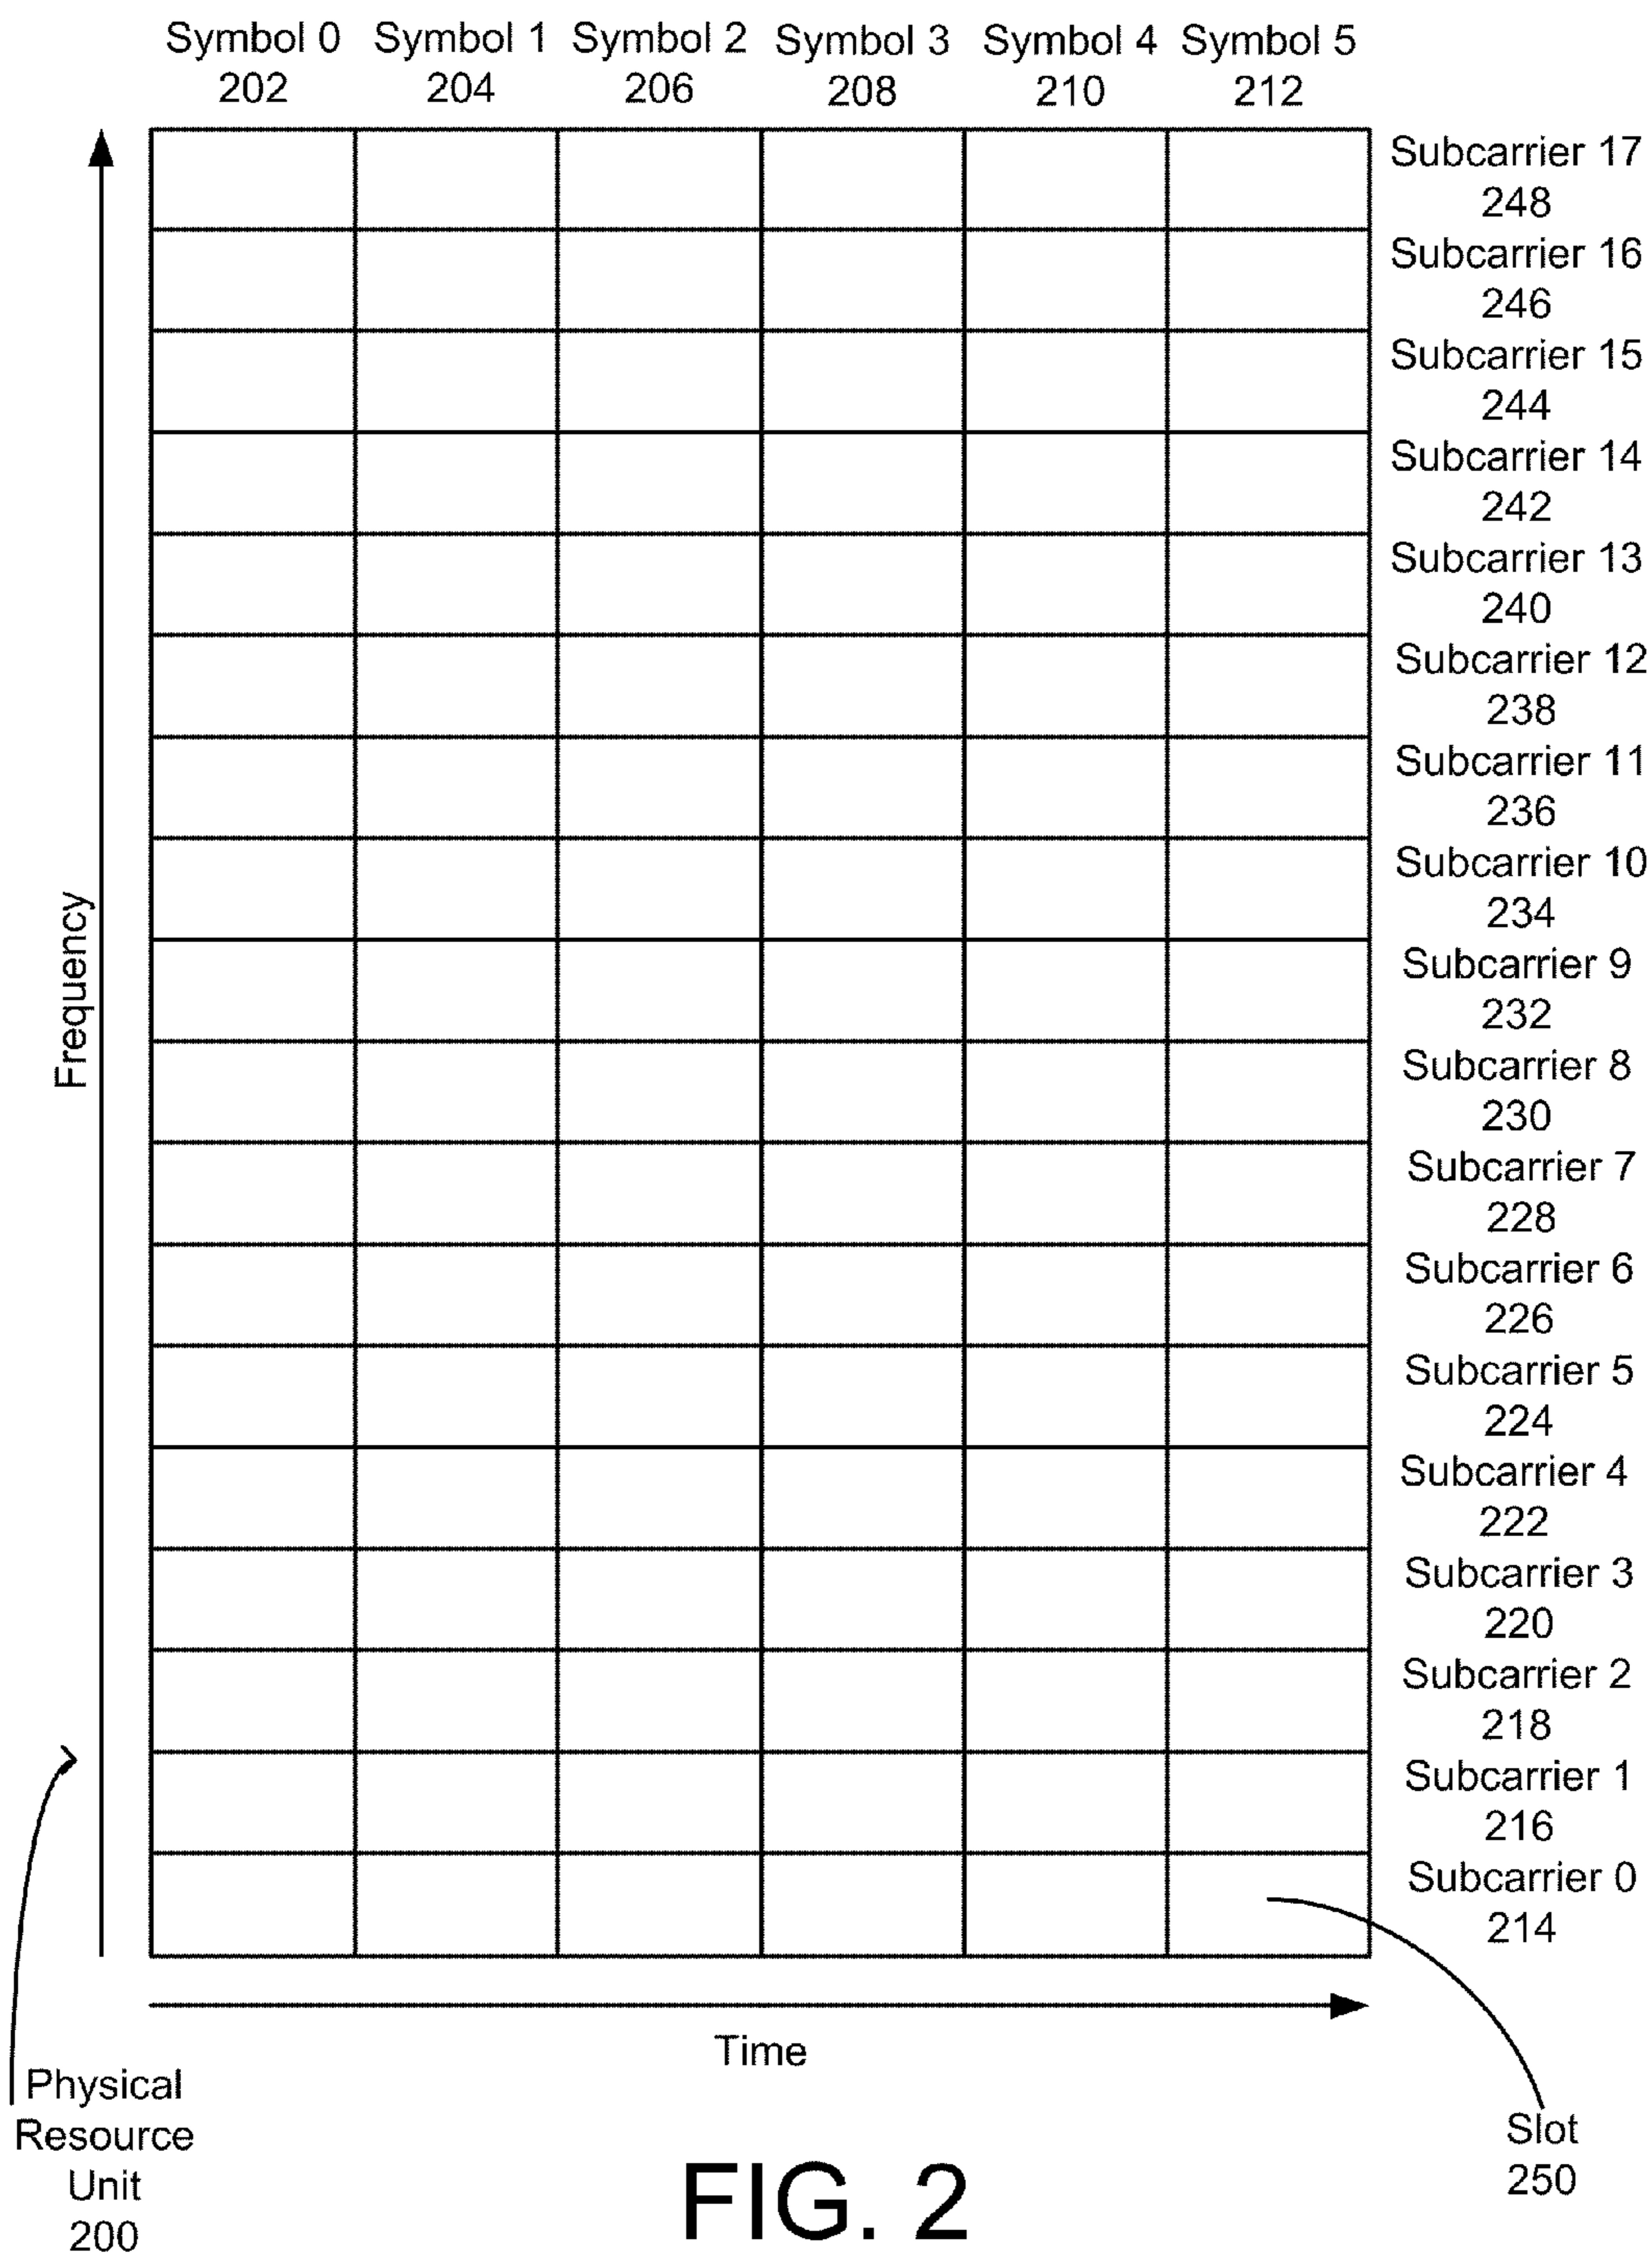 Symbol 0 Symbol 1 Symbol 2 Symbol 3 Symbol 4 Symbol 5
202 204 206 208 210 212
Subcarrier 17
248
Subcarrier 16
246
Subcarrier 15
244
Subcarrier 14
242
Subcarrier 13
240
Subcarrier 12
238
Subcarrier 11
236
Subcarrier 10
234
Subcarrier 9
232
Subcarrier 8
230
Subcarrier 7
228
Subcarrier 6
226
Subcarrier 5
224
Subcarrier 4
222
Subcarrier 3
220
Subcarrier 2
218
Subcarrier 1
216
Subcarrier 0
214
Frequency
Time
Physical
Resource
Unit
200
Slot
250
FIG. 2